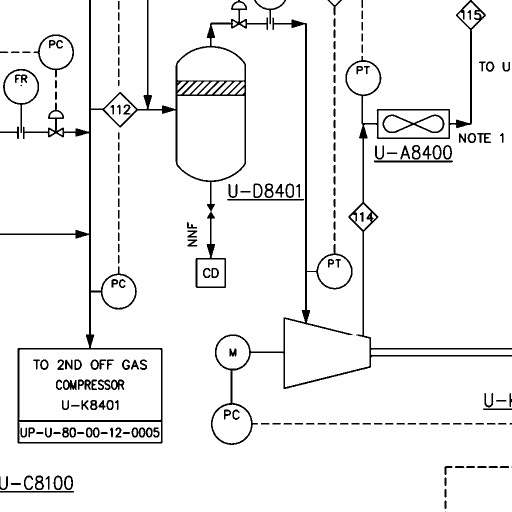 115
PC
TO U
FR
PT
112
NOTE 1
U-A8400
U-D8401
114
NNF
PT
CD
PC
TO 2ND OFF GAS
COMPRESSOR
U-K8401
UP-U-80-00-12-0005
M
PC
U-C8100